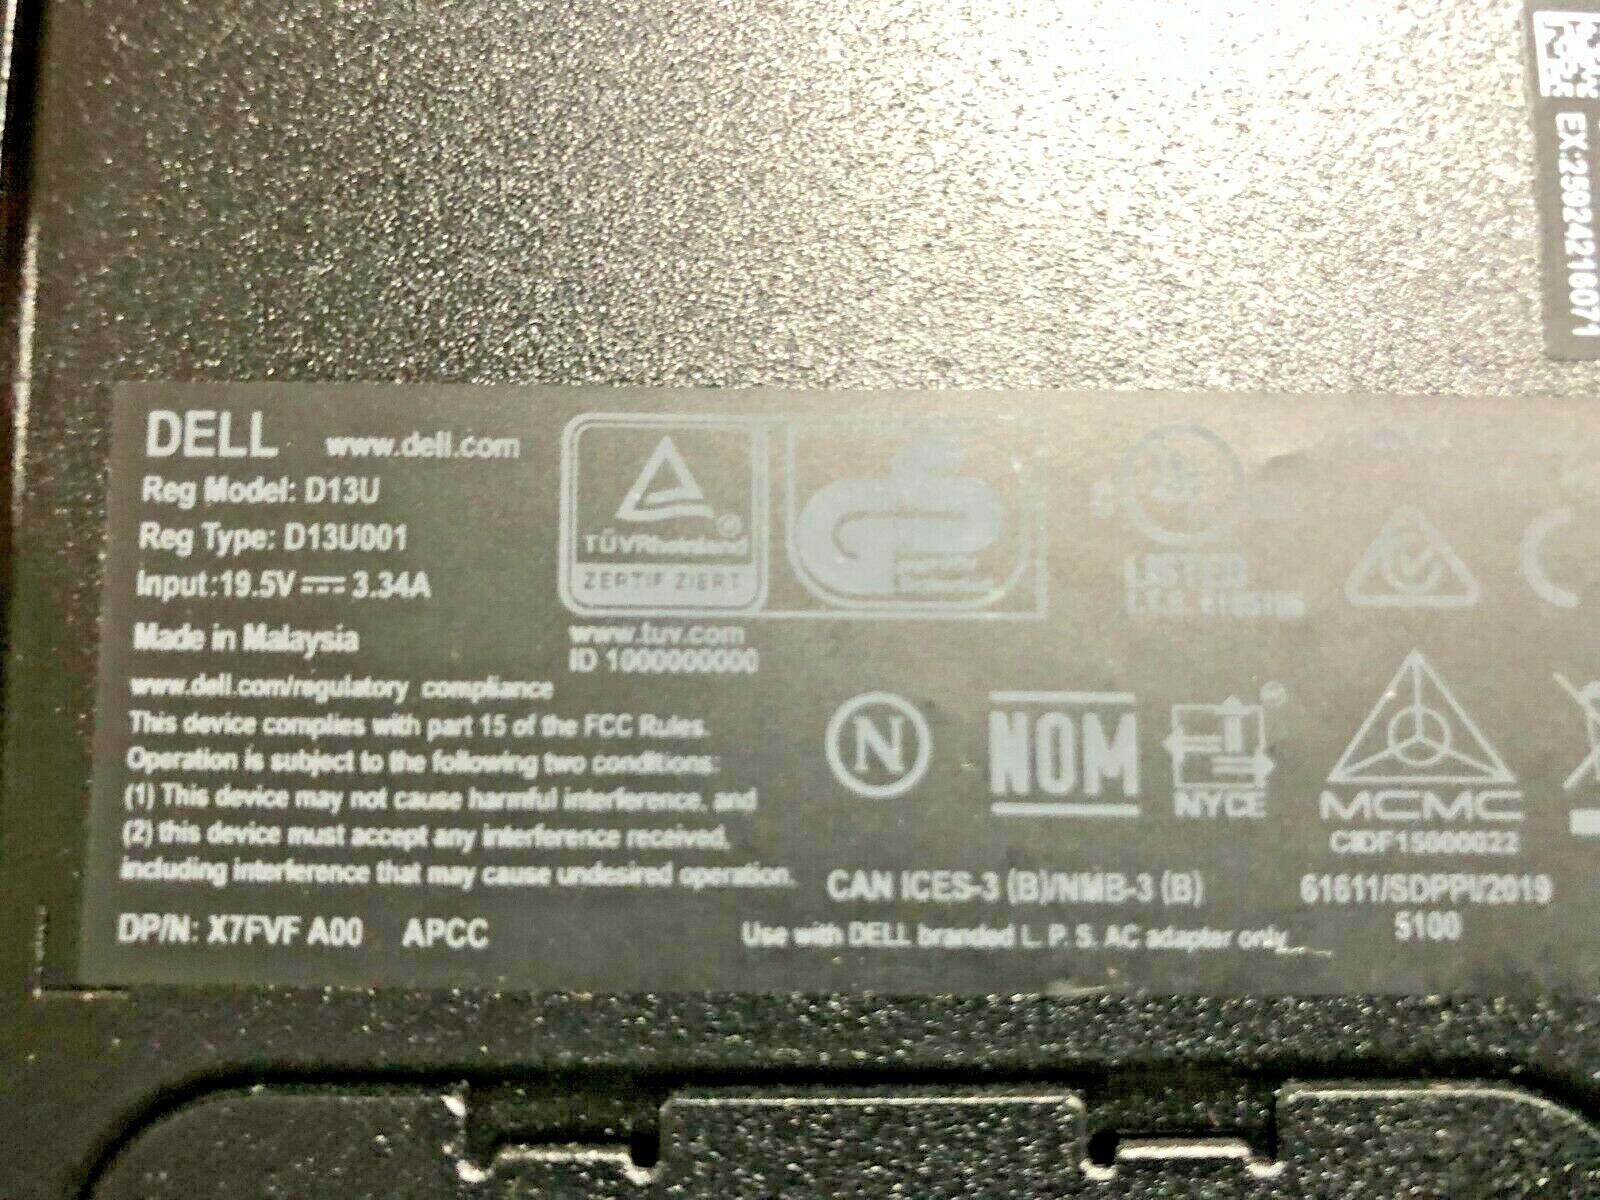 EX:259242116071
DELL www.dell.com
Reg Model: D13U
Reg Type: D13U001
Input: 19.5V 3.34A
Made in Malaysia
www.dell.com/regulatory_compliance
This device complies with part 15 of the FCC Rules.
Operation is subject to the following two conditions:
(1) This device may not cause harmful interference, and
(2) this device must accept any interference received,
including interference that may cause undesired operation.
DP/N: X7FVF A00 APCC
TÜVRheinland
ZERTIFIZIERT
www.tuv.com
ID 1000000000
LISTED
N
NOM
NYCE
MCMC
CIDF15000022
CAN ICES-3 (B)/NMB-3 (B)
61611/SDPPI/2019
5100
Use with DELL branded L. P. S. AC adapter only